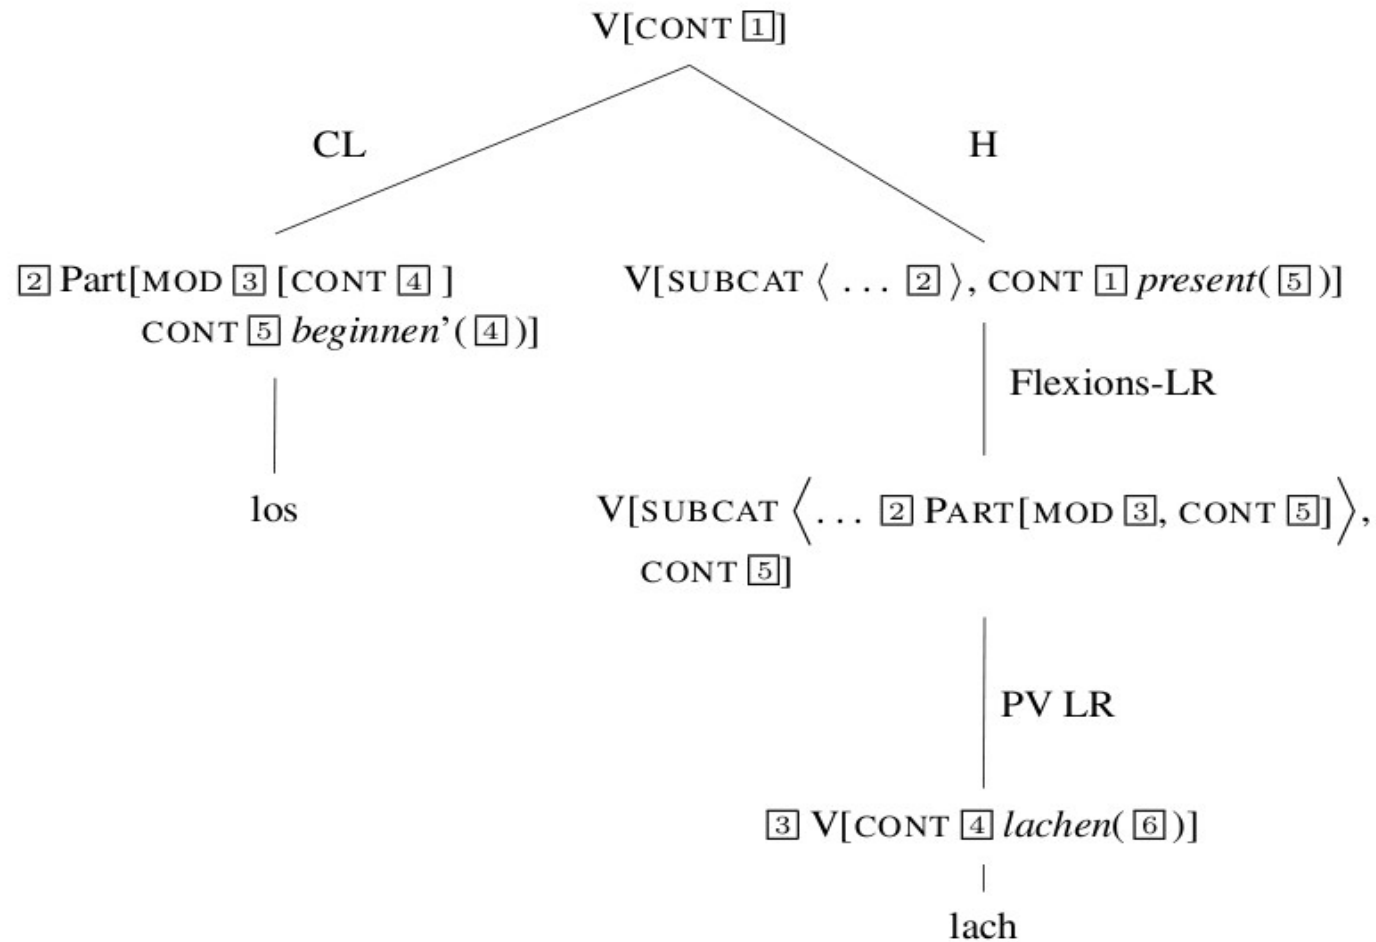 V[CONT 1]
CL
H
2 Part[MOD 3 [CONT 4 ]
CONT 5 beginnen’( 4 )]
V[SUBCAT ⟨ … 2 ⟩, CONT 1 present( 5 )]
Flexions-LR
los
V[SUBCAT ⟨… 2 PART[MOD 3, CONT 5]⟩,
CONT 5]
PV LR
3 V[CONT 4 lachen( 6 )]
lach